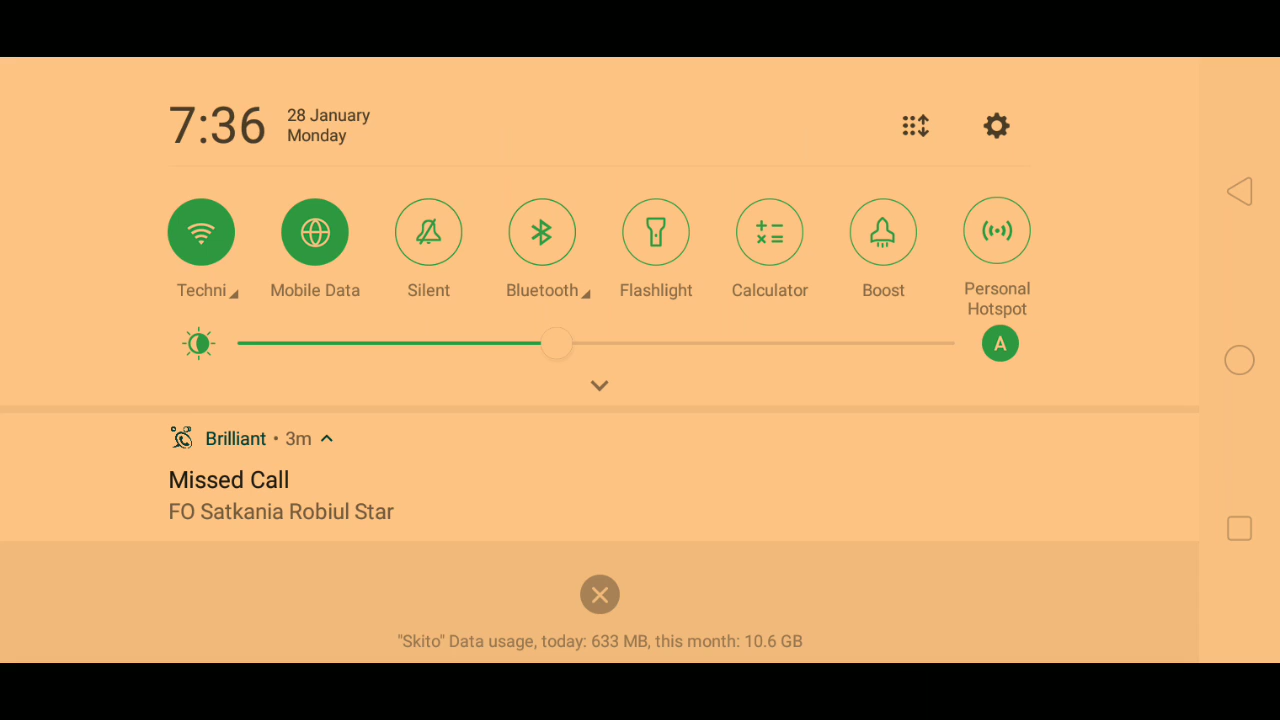 7:36
28 January
Monday
Techni
Mobile Data
Silent
Bluetooth
Flashlight
Calculator
Boost
Personal
Hotspot
A
Brilliant • 3m
Missed Call
FO Satkania Robiul Star
"Skito" Data usage, today: 633 MB, this month: 10.6 GB